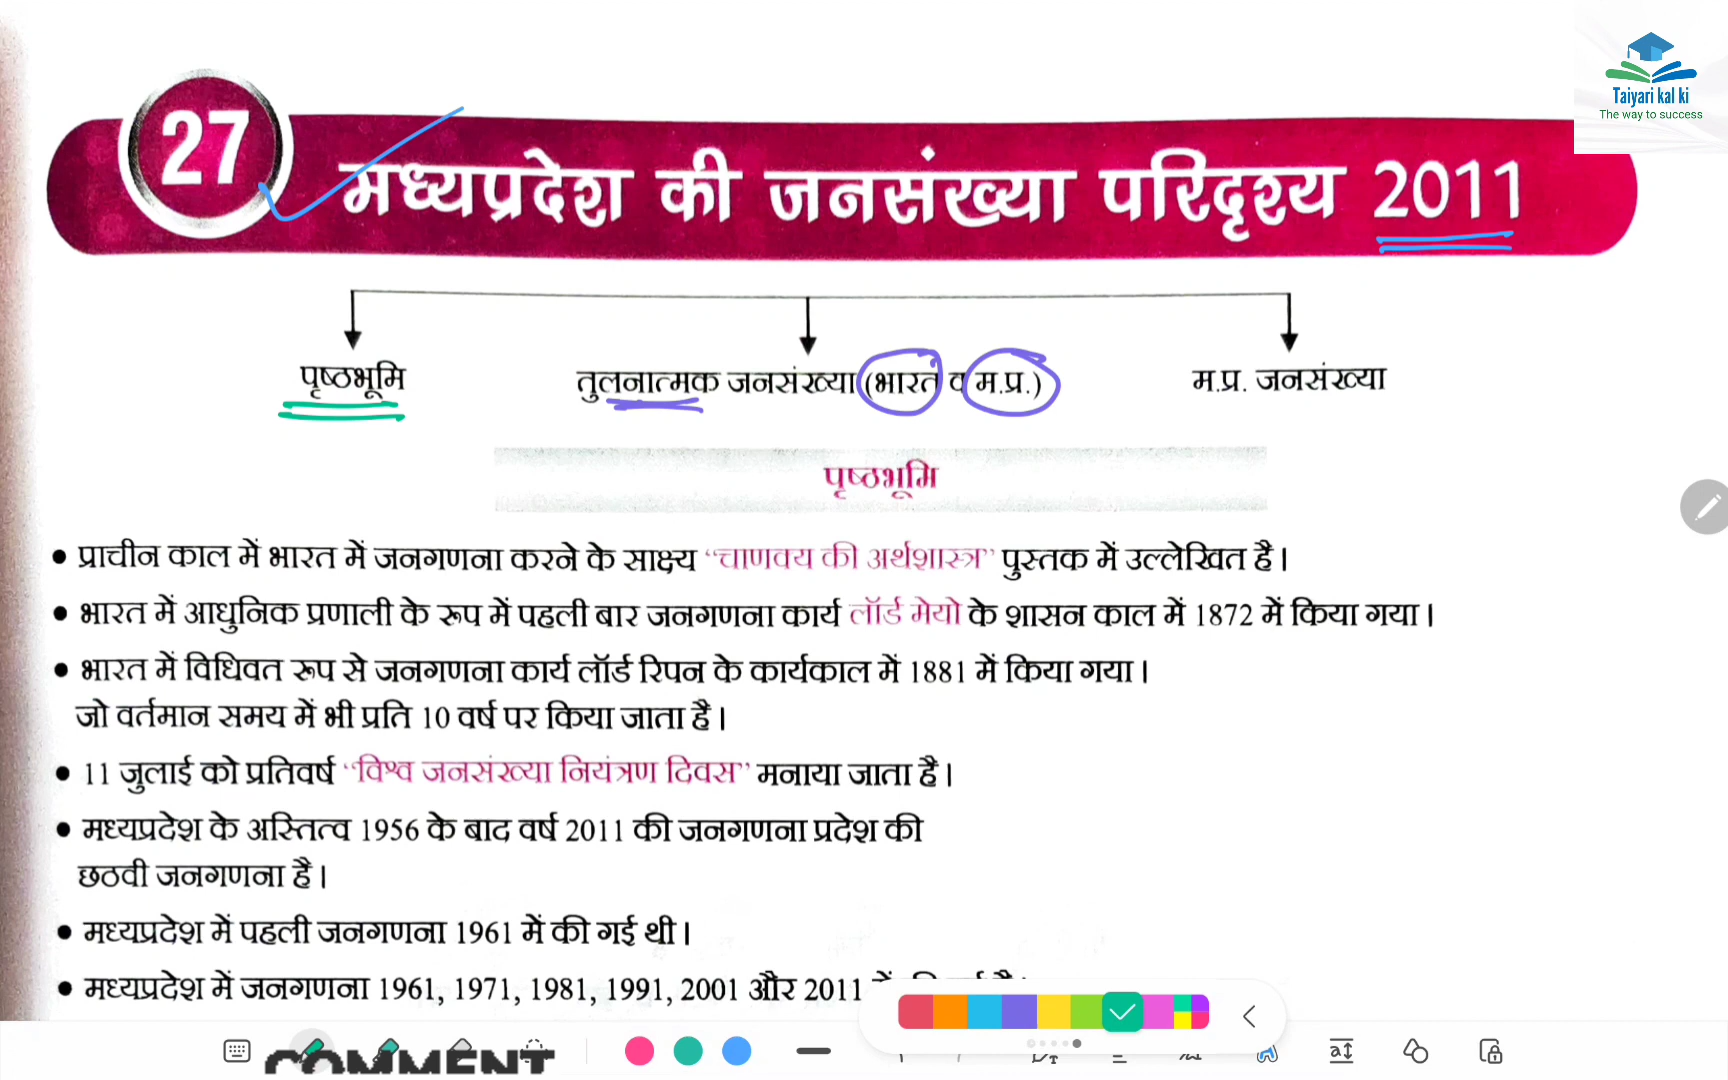 Taiyari kal ki
The way to success
27 मध्यप्रदेश की जनसंख्या परिदृश्य 2011
पृष्ठभूमि तुलनात्मक जनसंख्या (भारत व म.प्र.) म.प्र. जनसंख्या
पृष्ठभूमि
• प्राचीन काल में भारत में जनगणना करने के साक्ष्य "चाणक्य की अर्थशास्त्र" पुस्तक में उल्लेखित है।
• भारत में आधुनिक प्रणाली के रूप में पहली बार जनगणना कार्य लॉर्ड मेयो के शासन काल में 1872 में किया गया।
• भारत में विधिवत रूप से जनगणना कार्य लॉर्ड रिपन के कार्यकाल में 1881 में किया गया।
जो वर्तमान समय में भी प्रति 10 वर्ष पर किया जाता है।
• 11 जुलाई को प्रतिवर्ष "विश्व जनसंख्या नियंत्रण दिवस" मनाया जाता है।
• मध्यप्रदेश के अस्तित्व 1956 के बाद वर्ष 2011 की जनगणना प्रदेश की
छठवी जनगणना है।
• मध्यप्रदेश में पहली जनगणना 1961 में की गई थी।
• मध्यप्रदेश में जनगणना 1961, 1971, 1981, 1991, 2001 और 2011
COMMENT